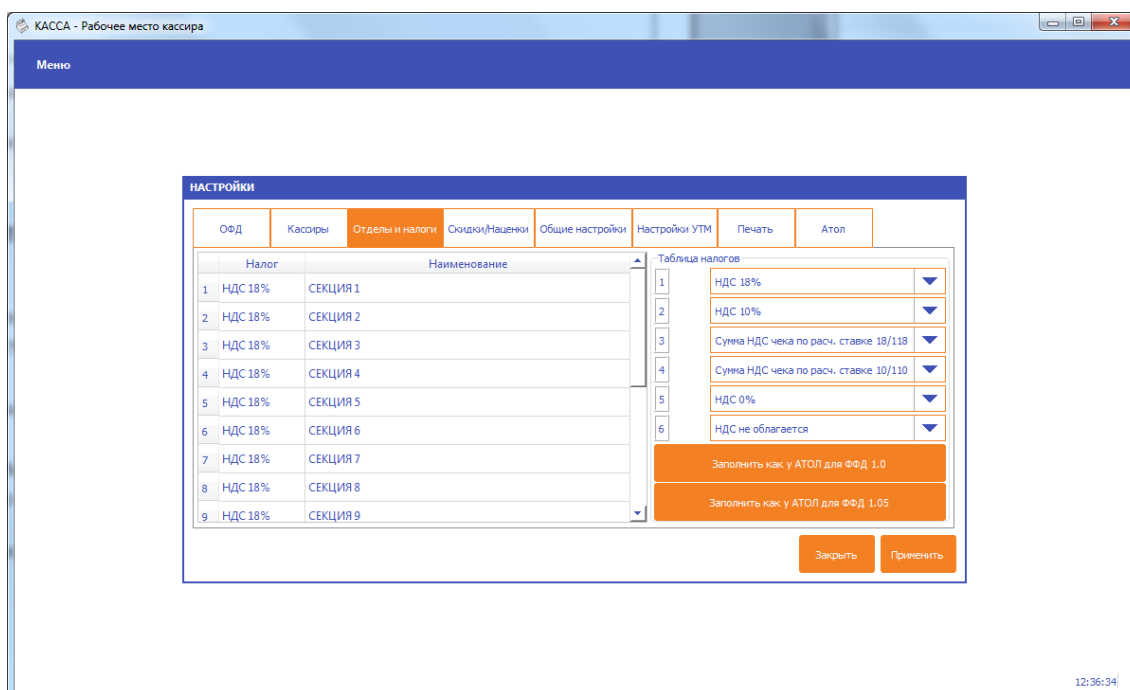 КАССА - Рабочее место кассира
Меню
НАСТРОЙКИ
ОФД Кассиры Отделы и налоги Скидки/Наценки Общие настройки Настройки УТМ Печать Атол
Налог Наименование
1 НДС 18% СЕКЦИЯ 1
2 НДС 18% СЕКЦИЯ 2
3 НДС 18% СЕКЦИЯ 3
4 НДС 18% СЕКЦИЯ 4
5 НДС 18% СЕКЦИЯ 5
6 НДС 18% СЕКЦИЯ 6
7 НДС 18% СЕКЦИЯ 7
8 НДС 18% СЕКЦИЯ 8
9 НДС 18% СЕКЦИЯ 9
Таблица налогов
1 НДС 18%
2 НДС 10%
3 Сумма НДС чека по расч. ставке 18/118
4 Сумма НДС чека по расч. ставке 10/110
5 НДС 0%
6 НДС не облагается
Заполнить как у АТОЛ для ФФД 1.0
Заполнить как у АТОЛ для ФФД 1.05
Закрыть Применить
12:36:34